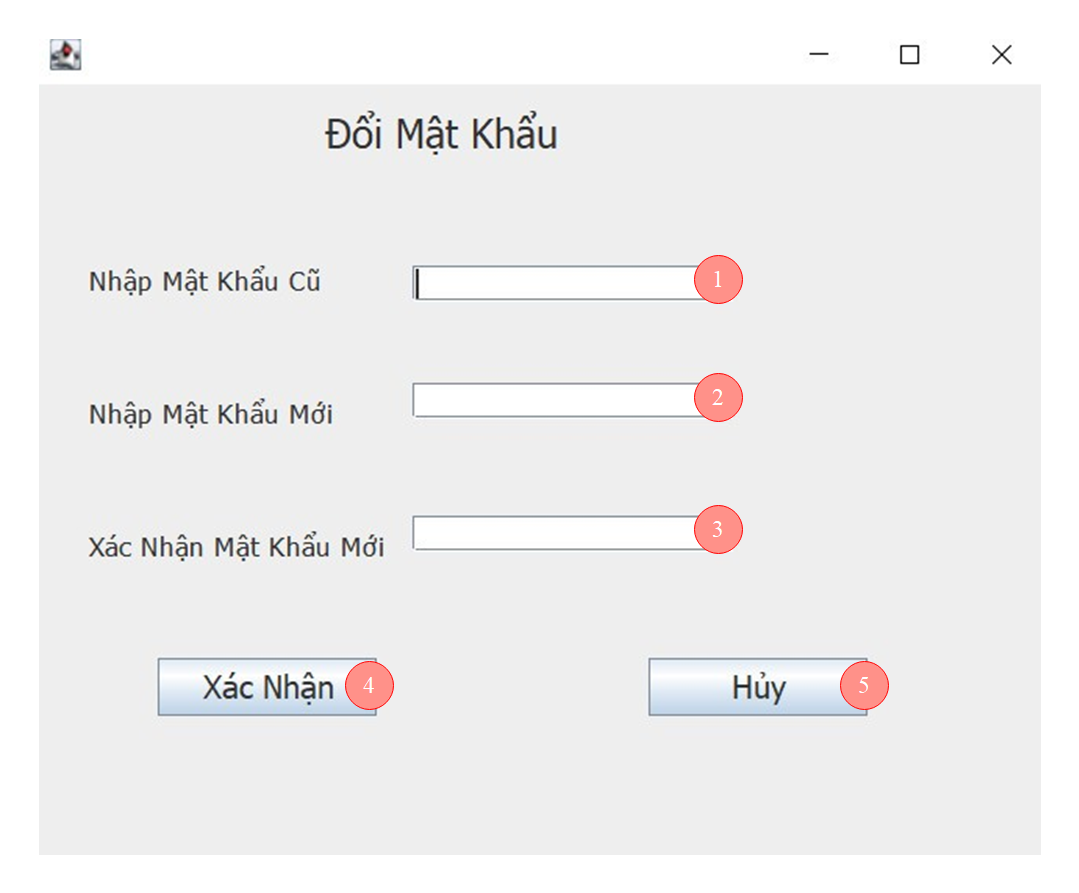 Đổi Mật Khẩu
Nhập Mật Khẩu Cũ 1
Nhập Mật Khẩu Mới 2
Xác Nhận Mật Khẩu Mới 3
Xác Nhận 4 Hủy 5